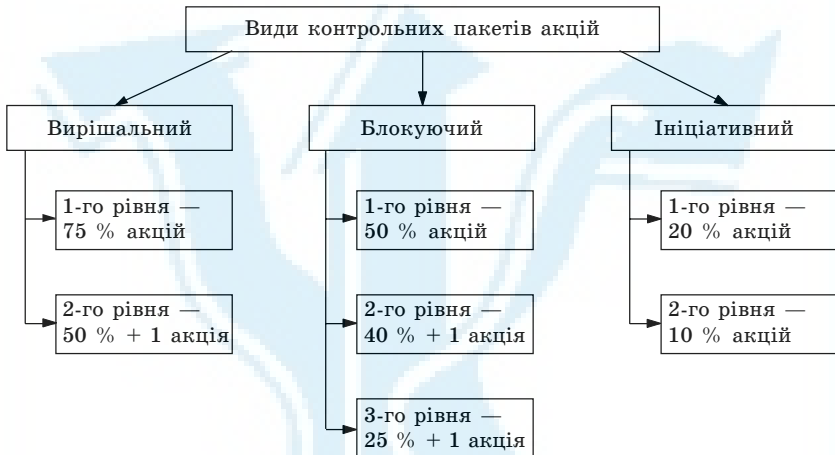 Види контрольних пакетів акцій
Вирішальний
Блокуючий
Ініціативний
1-го рівня —
75 % акцій
1-го рівня —
50 % акцій
1-го рівня —
20 % акцій
2-го рівня —
50 % + 1 акція
2-го рівня —
40 % + 1 акція
2-го рівня —
10 % акцій
3-го рівня —
25 % + 1 акція